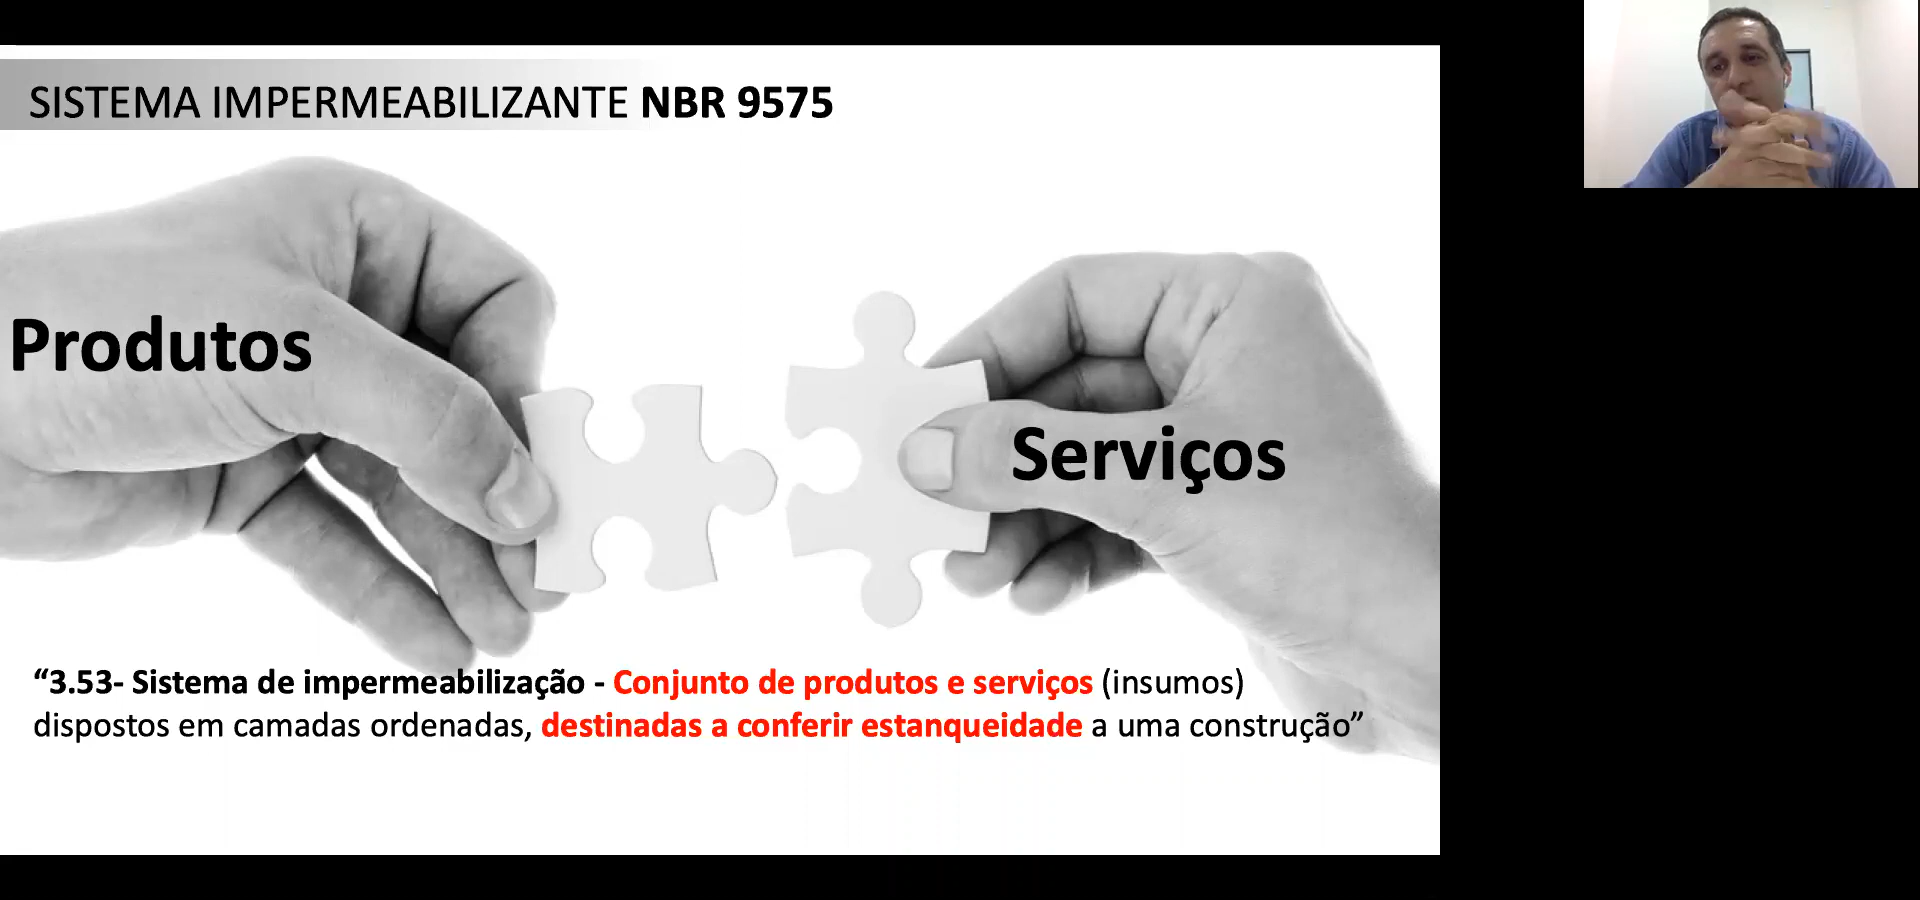 SISTEMA IMPERMEABILIZANTE NBR 9575
Produtos
Serviços
“3.53- Sistema de impermeabilização - Conjunto de produtos e serviços (insumos)
dispostos em camadas ordenadas, destinadas a conferir estanqueidade a uma construção”